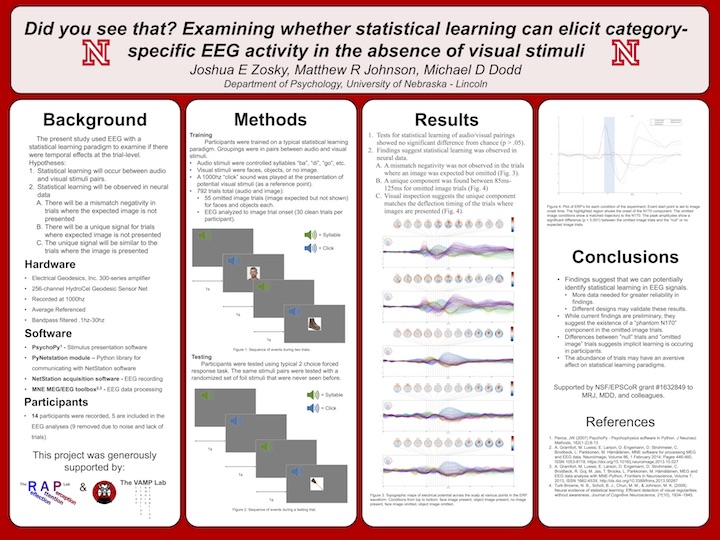 Did you see that? Examining whether statistical learning can elicit category-
specific EEG activity in the absence of visual stimuli
Joshua E Zosky, Matthew R Johnson, Michael D Dodd
Department of Psychology, University of Nebraska - Lincoln
N
N
Background
The present study used EEG with a
statistical learning paradigm to examine if there
were temporal effects at the trial-level.
Hypotheses:
1. Statistical learning will occur between audio
and visual stimuli pairs.
2. Statistical learning will be observed in neural
data
A. There will be a mismatch negativity in
trials where the expected image is not
presented
B. There will be a unique signal for trials
where expected image is not presented
C. The unique signal will be similar to the
trials where the image is presented
Hardware
• Electrical Geodesics, Inc. 300-series amplifier
• 256-channel HydroCel Geodesic Sensor Net
• Recorded at 1000hz
• Average Referenced
• Bandpass filtered .1hz-30hz
Software
• PsychoPy¹ - Stimulus presentation software
• PyNetstation module – Python library for
communicating with NetStation software
• NetStation acquisition software - EEG recording
• MNE MEG/EEG toolbox²,³ - EEG data processing
Participants
• 14 participants were recorded, 5 are included in the
EEG analyses (9 removed due to noise and lack of
trials)
This project was generously
supported by:
The RAP Lab
reflection
attention
perception
&
The VAMP Lab
Methods
Training
Participants were trained on a typical statistical learning
paradigm. Groupings were in pairs between audio and visual
stimuli.
• Audio stimuli were controlled syllables "ba", "di", "go", etc.
• Visual stimuli were faces, objects, or no image.
• A 1000hz "click" sound was played at the presentation of
potential visual stimuli (as a reference point).
• 792 trials total (audio and image):
• 55 omitted image trials (image expected but not shown)
for faces and objects each.
• EEG analyzed to image trial onset (30 clean trials per
participant).
= Syllable
= Click
1s
1s
1s
Figure 1: Sequence of events during two trials.
Testing
Participants were tested using typical 2 choice forced
response task. The same stimuli pairs were tested with a
randomized set of foil stimuli that were never seen before.
= Syllable
= Click
1s
1s
1s
Figure 2: Sequence of events during a testing trial.
Results
1. Tests for statistical learning of audio/visual pairings
showed no significant difference from chance (p > .05).
2. Findings suggest statistical learning was observed in
neural data.
A. A mismatch negativity was not observed in the trials
where an image was expected but omitted (Fig. 3).
B. A unique component was found between 85ms-
125ms for omitted image trials (Fig. 4)
C. Visual inspection suggests the unique component
matches the deflection timing of the trials with
images are presented (Fig. 4).
Figure 3: Topographic maps of electrical potential across the scalp at various points in the ERP
waveform. Conditions from top to bottom: face image present, object image present, no image
present, face image omitted, object image omitted.
Figure 4: Plot of ERPs for each condition of the experiment. Event start point is set to image
onset time. The highlighted region shows the onset of the N170 component. The omitted
image conditions show a matched trajectory to the N170. The peak amplitudes show a
significant difference (p < 0.001) between the omitted image trials and the "null" or no
expected image trials.
Conclusions
• Findings suggest that we can potentially
identify statistical learning in EEG signals.
• More data needed for greater reliability in
findings.
• Different designs may validate these results.
• While current findings are preliminary, they
suggest the existence of a "phantom N170"
component in the omitted image trials.
• Differences between "null" trials and "omitted
image" trials suggests implicit learning is occuring
in participants.
• The abundance of trials may have an aversive
affect on statistical learning paradigms.
Supported by NSF/EPSCoR grant #1632849 to
MRJ, MDD, and colleagues.
References
1. Peirce, JW (2007) PsychoPy - Psychophysics software in Python. J Neurosci
Methods, 162(1-2):8-13
2. A. Gramfort, M. Luessi, E. Larson, D. Engemann, D. Strohmeier, C.
Brodbeck, L. Parkkonen, M. Hämäläinen, MNE software for processing MEG
and EEG data, NeuroImage, Volume 86, 1 February 2014, Pages 446-460,
ISSN 1053-8119,
3. A. Gramfort, M. Luessi, E. Larson, D. Engemann, D. Strohmeier, C.
Brodbeck, R. Goj, M. Jas, T. Brooks, L. Parkkonen, M. Hämäläinen, MEG and
EEG data analysis with MNE-Python, Frontiers in Neuroscience, Volume 7,
2013, ISSN 1662-453X,
4. Turk-Browne, N. B., Scholl, B. J., Chun, M. M., & Johnson, M. K. (2009).
Neural evidence of statistical learning: Efficient detection of visual regularities
without awareness. Journal of Cognitive Neuroscience, 21(10), 1934-1945.